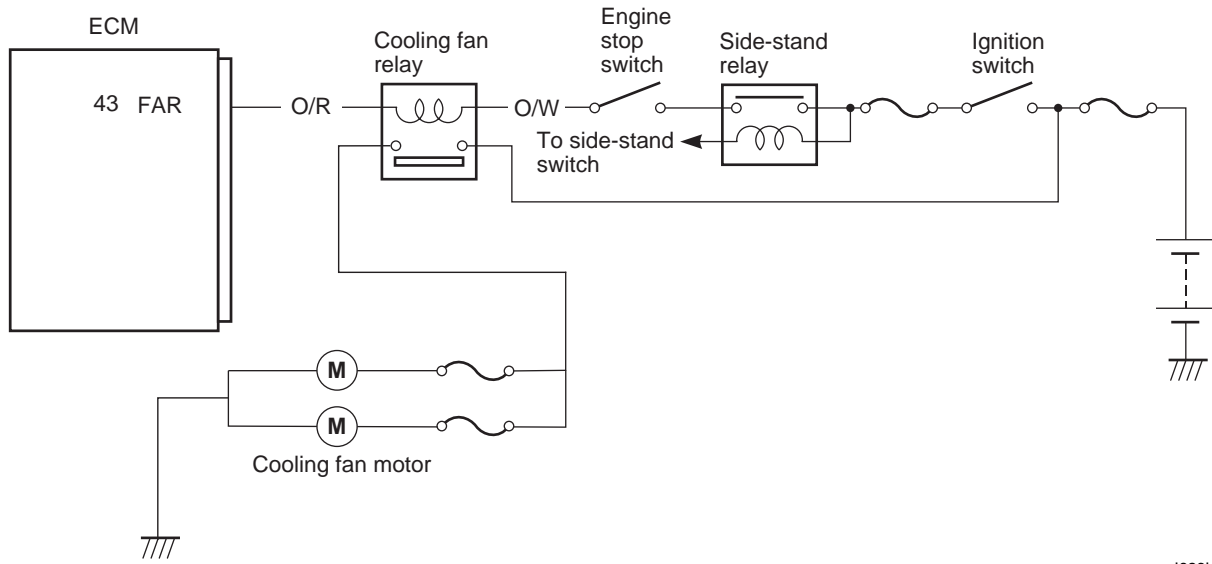 ECM
Cooling fan
relay
Engine
stop
switch
Side-stand
relay
Ignition
switch
43 FAR
O/R
O/W
To side-stand
switch
M
M
Cooling fan motor